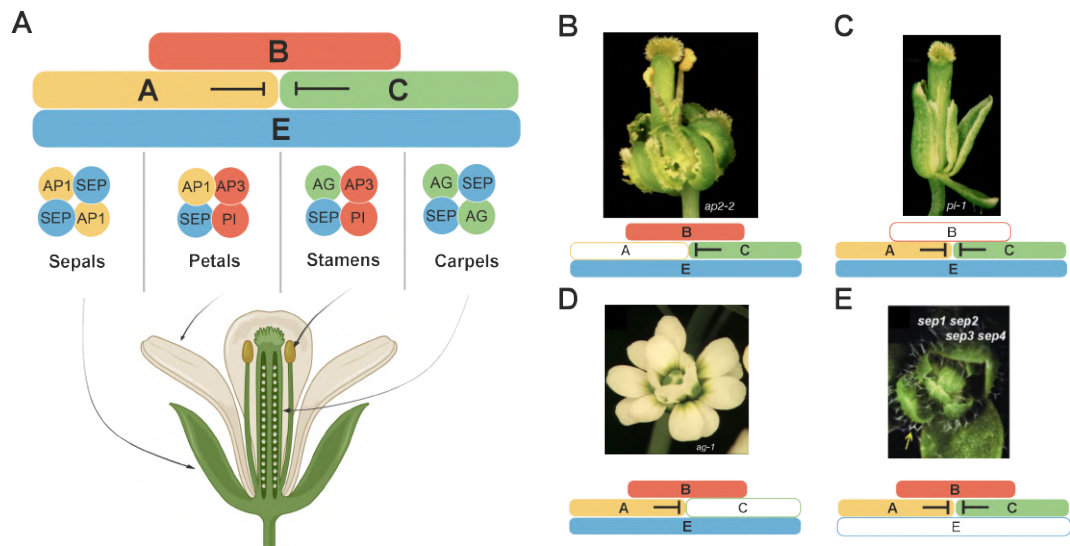 A
B
A
C
E
AP1 SEP
SEP AP1
AP1 AP3
SEP PI
AG AP3
SEP PI
AG SEP
SEP AG
Sepals
Petals
Stamens
Carpels
B
ap2-2
B
A
C
E
C
pi-1
B
A
C
E
D
ag-1
B
A
C
E
E
sep1 sep2
sep3 sep4
B
A
C
E